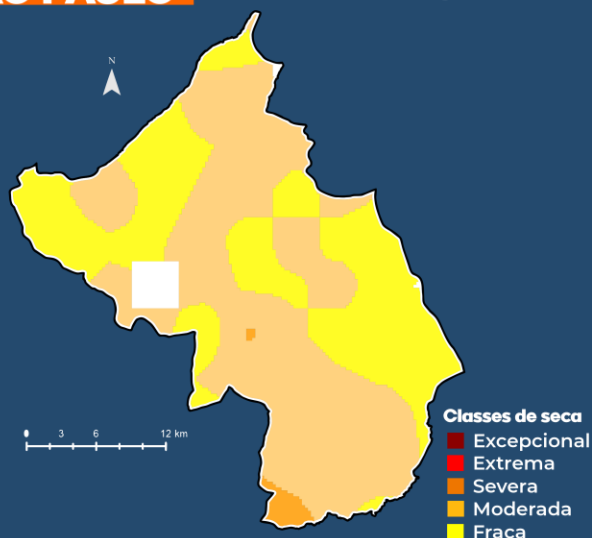 N
0 3 6 12 km
Classes de seca
Excepcional
Extrema
Severa
Moderada
Fraca